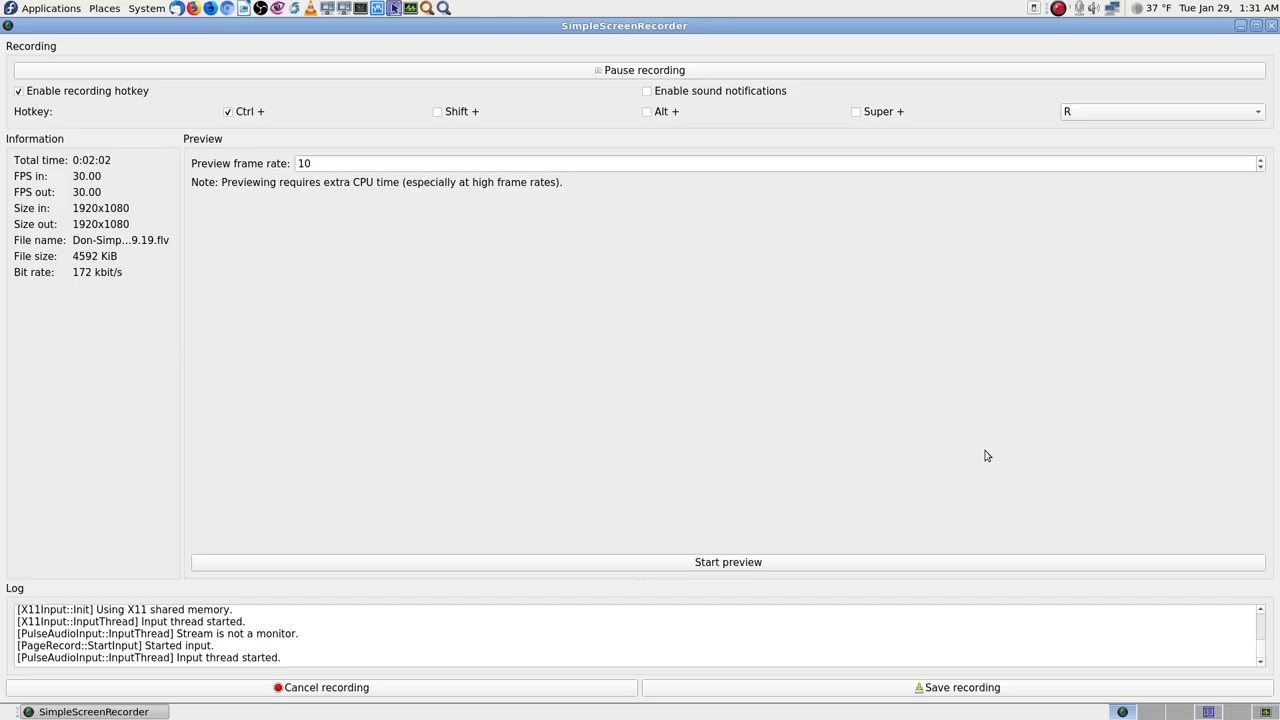 Applications Places System 37 °F Tue Jan 29, 1:31 AM
SimpleScreenRecorder
Recording
Pause recording
Enable recording hotkey Enable sound notifications
Hotkey: Ctrl + Shift + Alt + Super + R
Information
Total time: 0:02:02
FPS in: 30.00
FPS out: 30.00
Size in: 1920x1080
Size out: 1920x1080
File name: Don-Simp...9.19.flv
File size: 4592 KiB
Bit rate: 172 kbit/s
Preview
Preview frame rate: 10
Note: Previewing requires extra CPU time (especially at high frame rates).
Start preview
Log
[X11Input::Init] Using X11 shared memory.
[X11Input::InputThread] Input thread started.
[PulseAudioInput::InputThread] Stream is not a monitor.
[PageRecord::StartInput] Started input.
[PulseAudioInput::InputThread] Input thread started.
Cancel recording Save recording
SimpleScreenRecorder